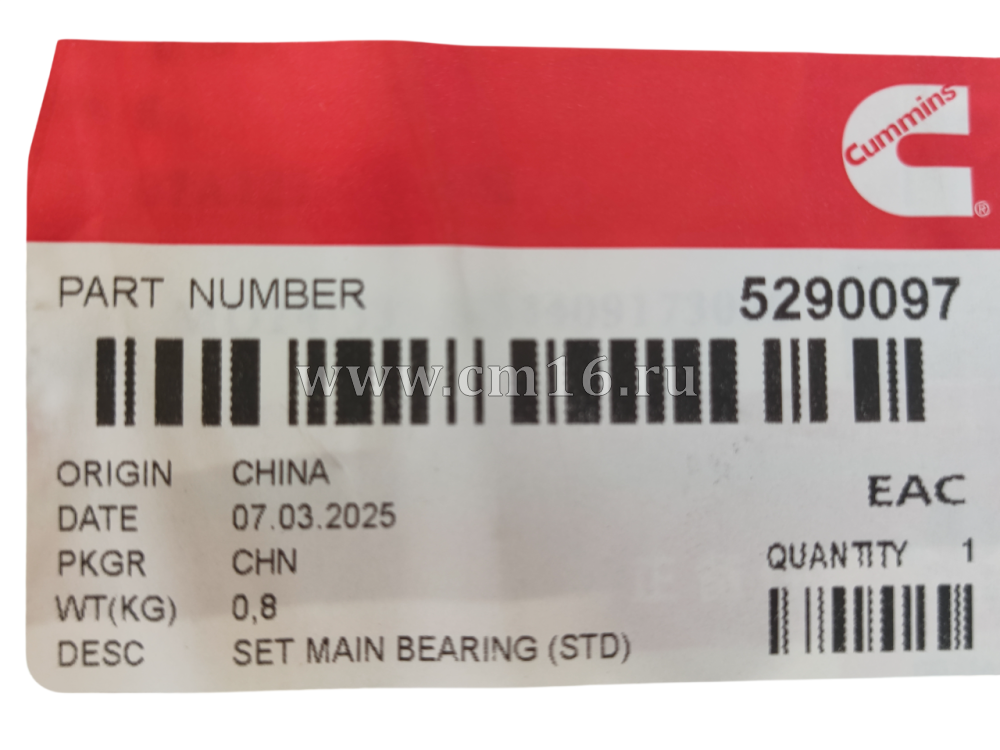 Cummins
®
PART NUMBER 5290097
www.cm16.ru
ORIGIN CHINA
EAC
DATE 07.03.2025
PKGR CHN
QUANTITY 1
WT(KG) 0,8
DESC SET MAIN BEARING (STD)